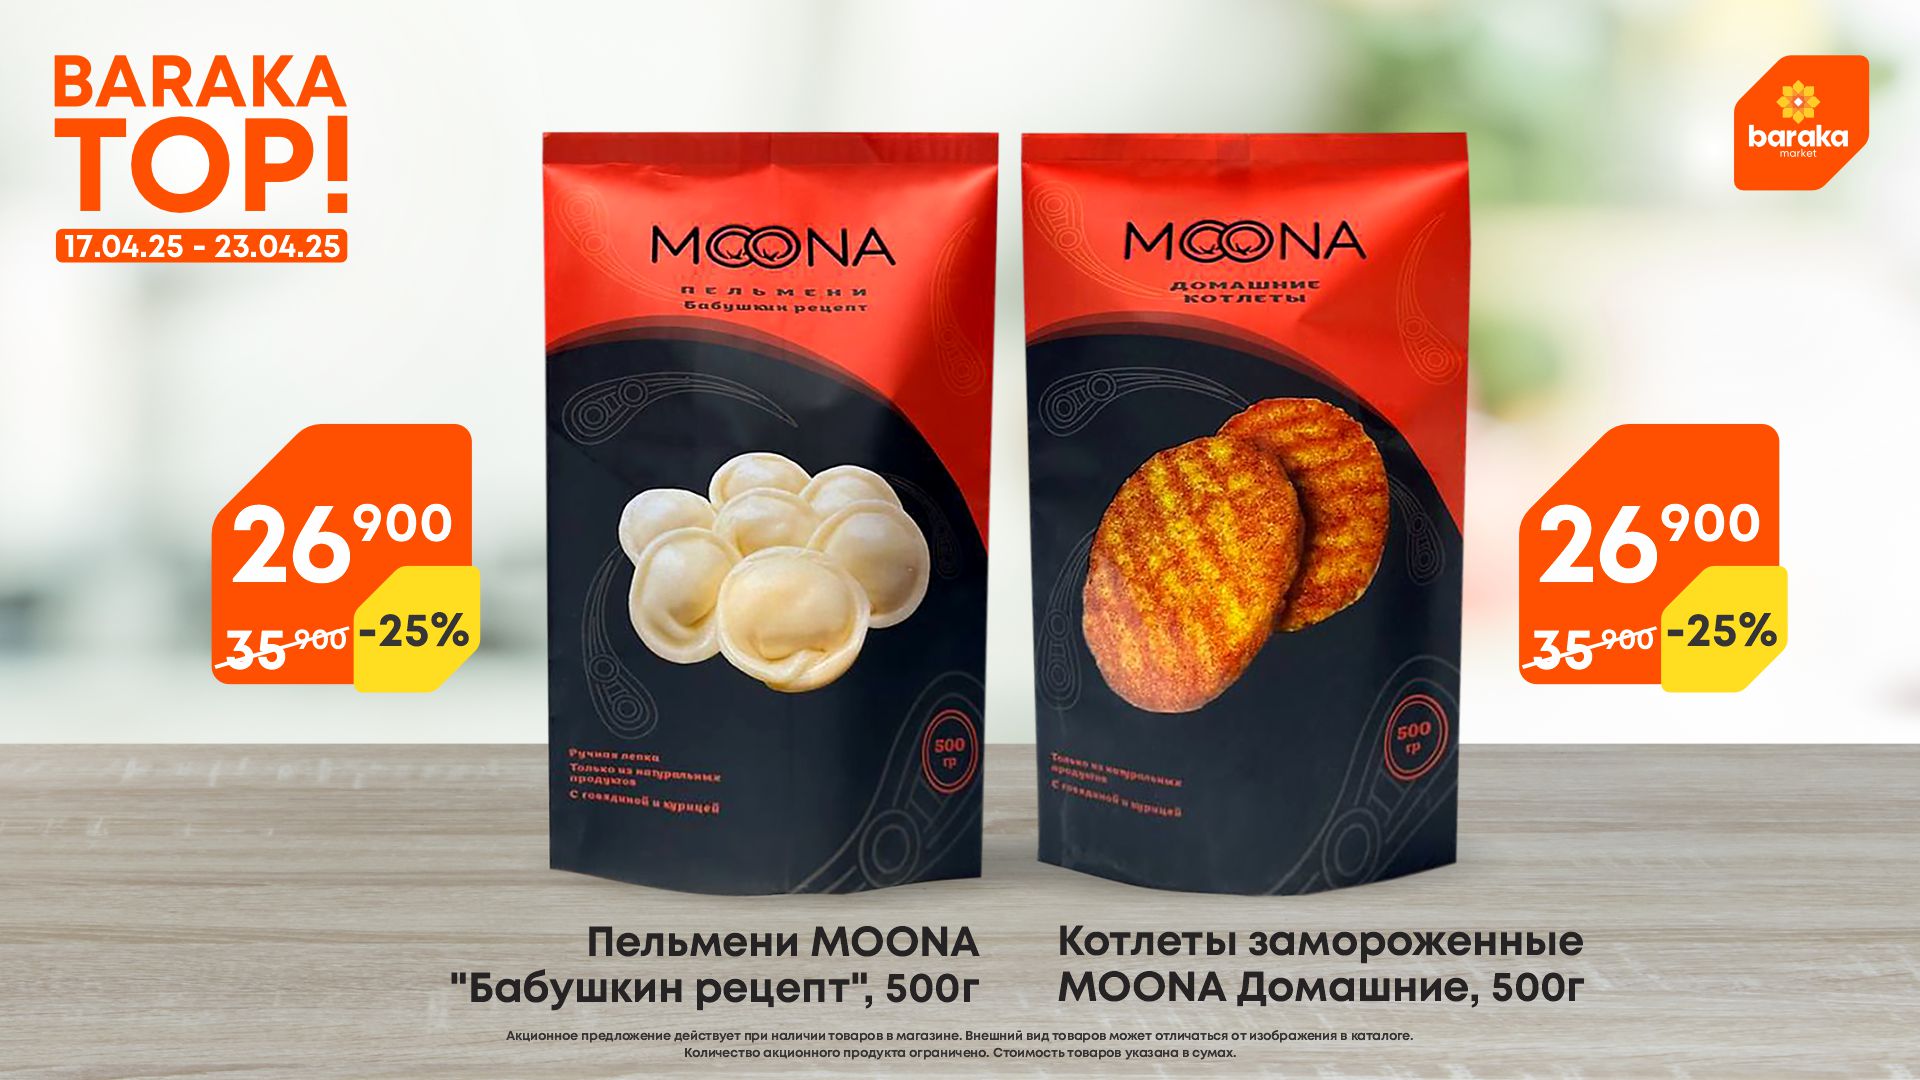 BARAKA
TOP!
17.04.25 - 23.04.25
baraka
market
MOONA
ПЕЛЬМЕНИ
Бабушкин рецепт
Ручная лепка
Только из натуральных
продуктов
С говядиной и курицей
500
гр
MOONA
ДОМАШНИЕ
КОТЛЕТЫ
Только из натуральных
продуктов
С говядиной и курицей
500
гр
26 900
35 900
-25%
26 900
35 900
-25%
Пельмени MOONA
"Бабушкин рецепт", 500г
Котлеты замороженные
MOONA Домашние, 500г
Акционное предложение действует при наличии товаров в магазине. Внешний вид товаров может отличаться от изображения в каталоге.
Количество акционного продукта ограничено. Стоимость товаров указана в сумах.